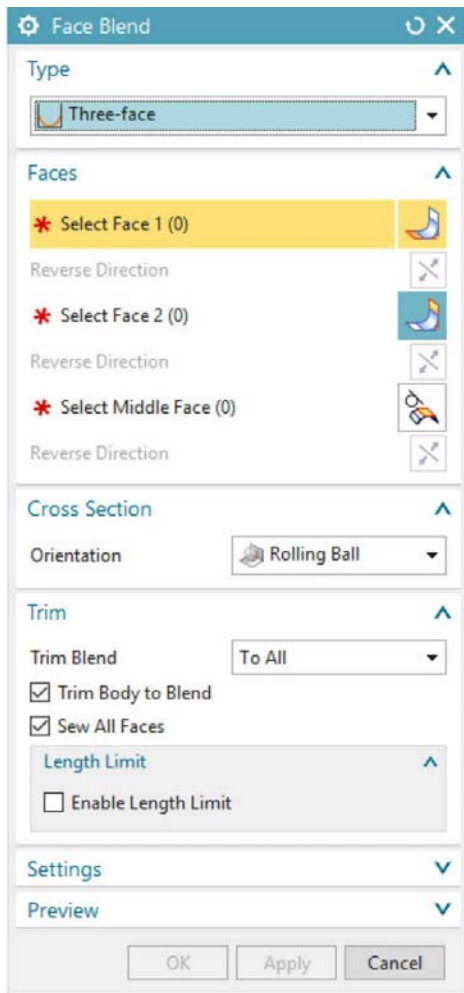 Face Blend
Type
Three-face
Faces
* Select Face 1 (0)
Reverse Direction
* Select Face 2 (0)
Reverse Direction
* Select Middle Face (0)
Reverse Direction
Cross Section
Orientation Rolling Ball
Trim
Trim Blend To All
Trim Body to Blend
Sew All Faces
Length Limit
Enable Length Limit
Settings
Preview
OK Apply Cancel